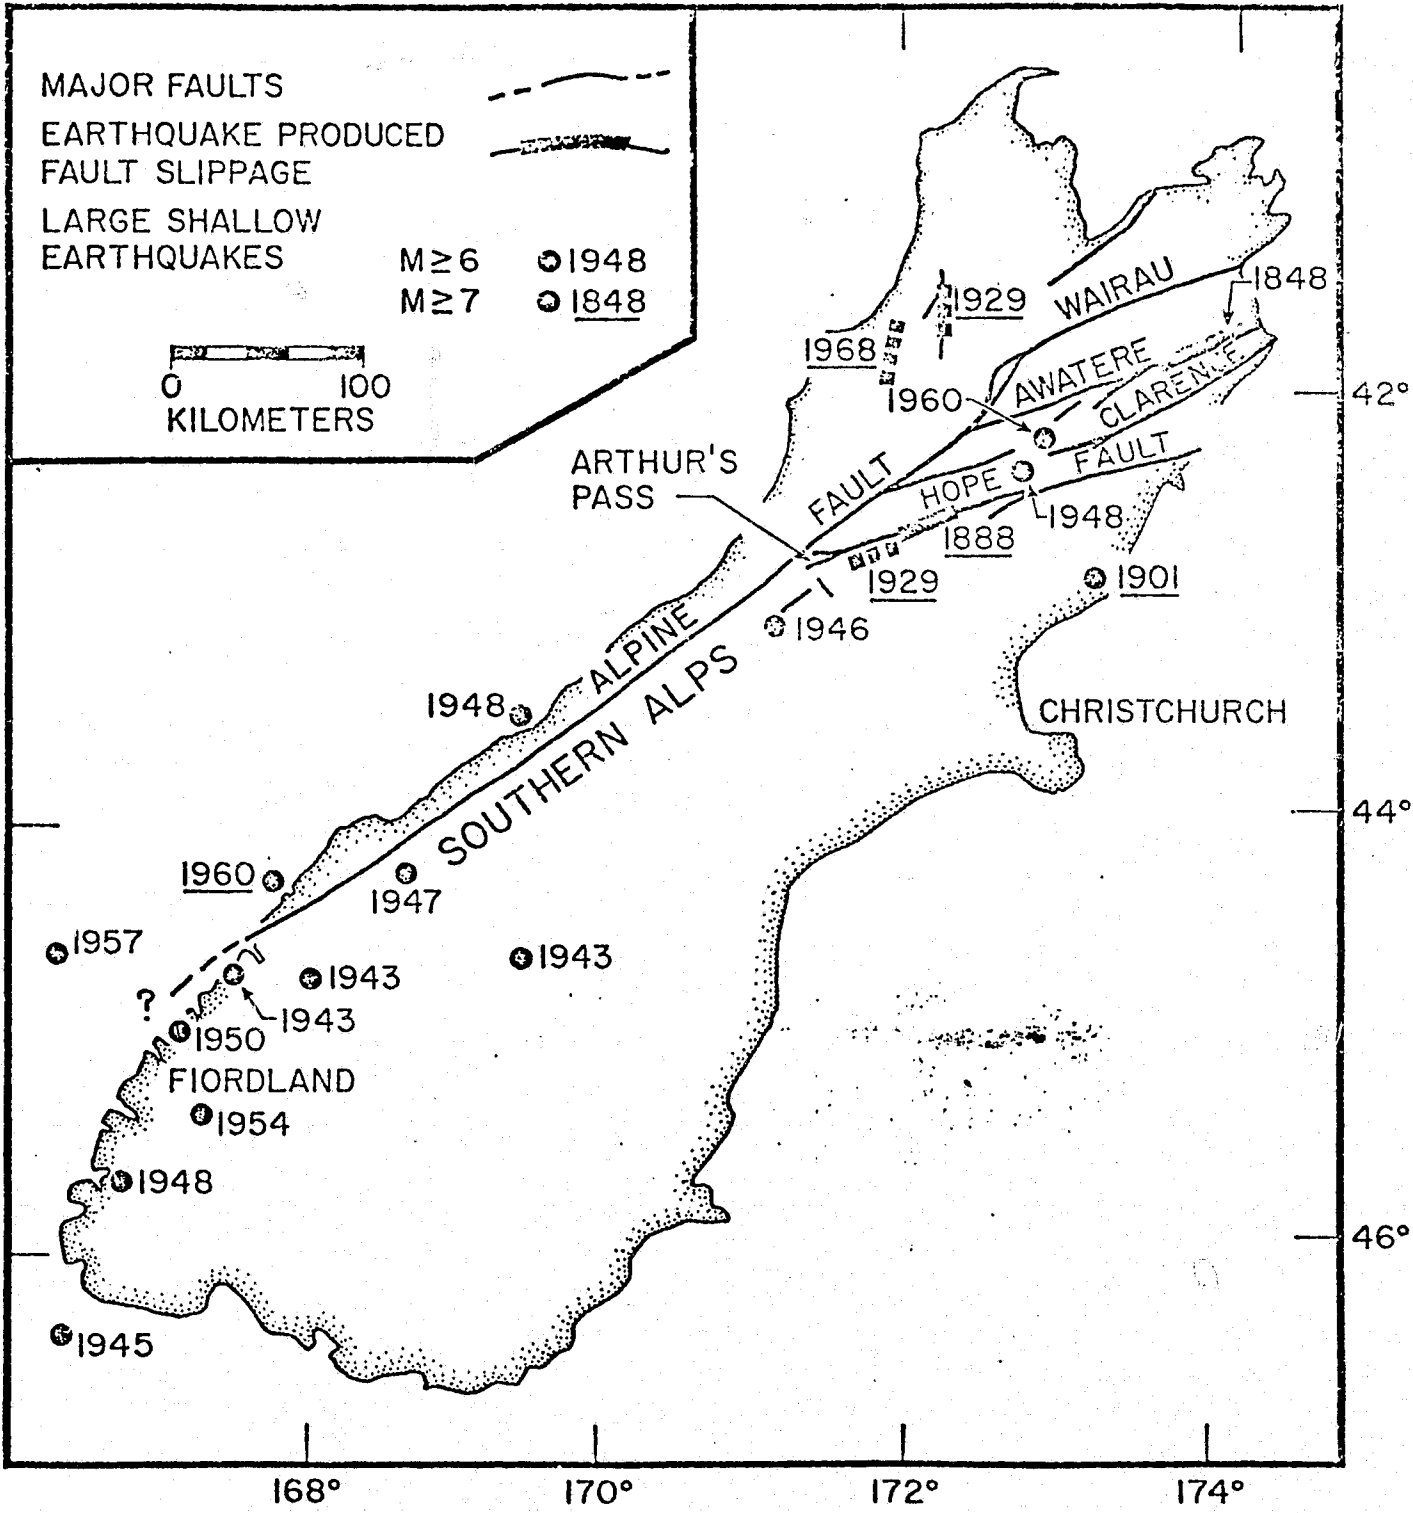 MAJOR FAULTS
EARTHQUAKE PRODUCED
FAULT SLIPPAGE
LARGE SHALLOW
EARTHQUAKES
M≥6 1948
M≥7 1848
0 100
KILOMETERS
1929
WAIRAU
1848
1968
AWATERE
1960
CLARENCE
42°
ARTHUR'S
PASS
FAULT
HOPE FAULT
1948
1888
1929
1901
1946
ALPINE
SOUTHERN ALPS
1948
CHRISTCHURCH
44°
1960
1947
1957
1943
1943
?
1943
1950
FIORDLAND
1954
1948
46°
1945
168° 170° 172° 174°